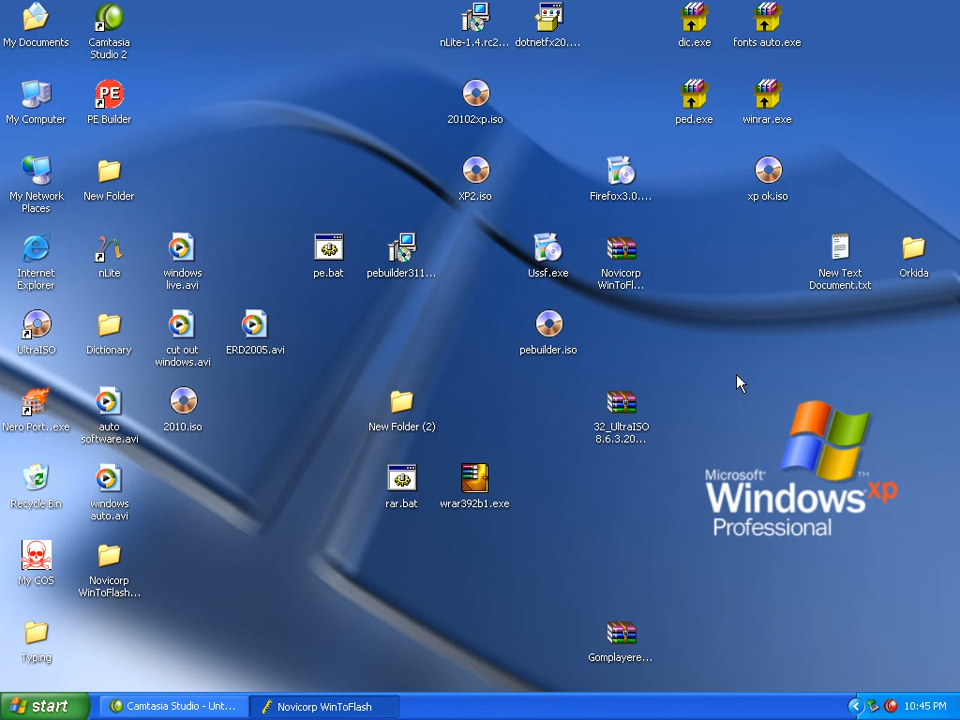 My Documents
Camtasia
Studio 2
nLite-1.4.rc2...
dotnetfx20....
dic.exe
fonts auto.exe
My Computer
PE
PE Builder
20102xp.iso
ped.exe
winrar.exe
My Network
Places
New Folder
XP2.iso
Firefox3.0....
xp ok.iso
Internet
Explorer
nLite
windows
live.avi
pe.bat
pebuilder311...
Ussf.exe
Novicorp
WinToFl...
New Text
Document.txt
Orkida
UltraISO
Dictionary
cut out
windows.avi
ERD2005.avi
pebuilder.iso
Nero Port..exe
auto
software.avi
2010.iso
New Folder (2)
32_UltraISO
8.6.3.20...
Recycle Bin
windows
auto.avi
rar.bat
wrar392b1.exe
Microsoft®
Windows xp
Professional
TM
My COS
Novicorp
WinToFlash...
Typing
Gomplayere...
start
Camtasia Studio - Unt...
Novicorp WinToFlash
10:45 PM